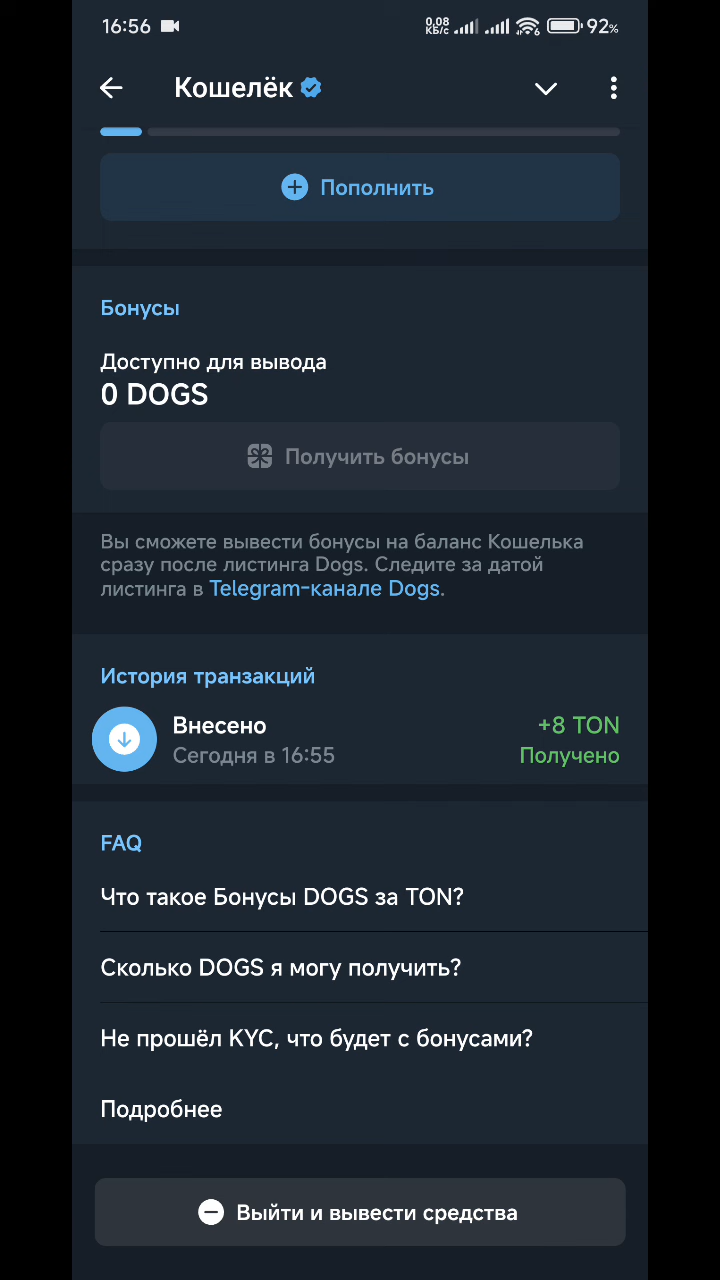 16:56
0,08
КБ/с
6
92%
Кошелёк
Пополнить
Бонусы
Доступно для вывода
0 DOGS
Получить бонусы
Вы сможете вывести бонусы на баланс Кошелька
сразу после листинга Dogs. Следите за датой
листинга в Telegram-канале Dogs.
История транзакций
Внесено
+8 TON
Сегодня в 16:55
Получено
FAQ
Что такое Бонусы DOGS за TON?
Сколько DOGS я могу получить?
Не прошёл KYC, что будет с бонусами?
Подробнее
Выйти и вывести средства